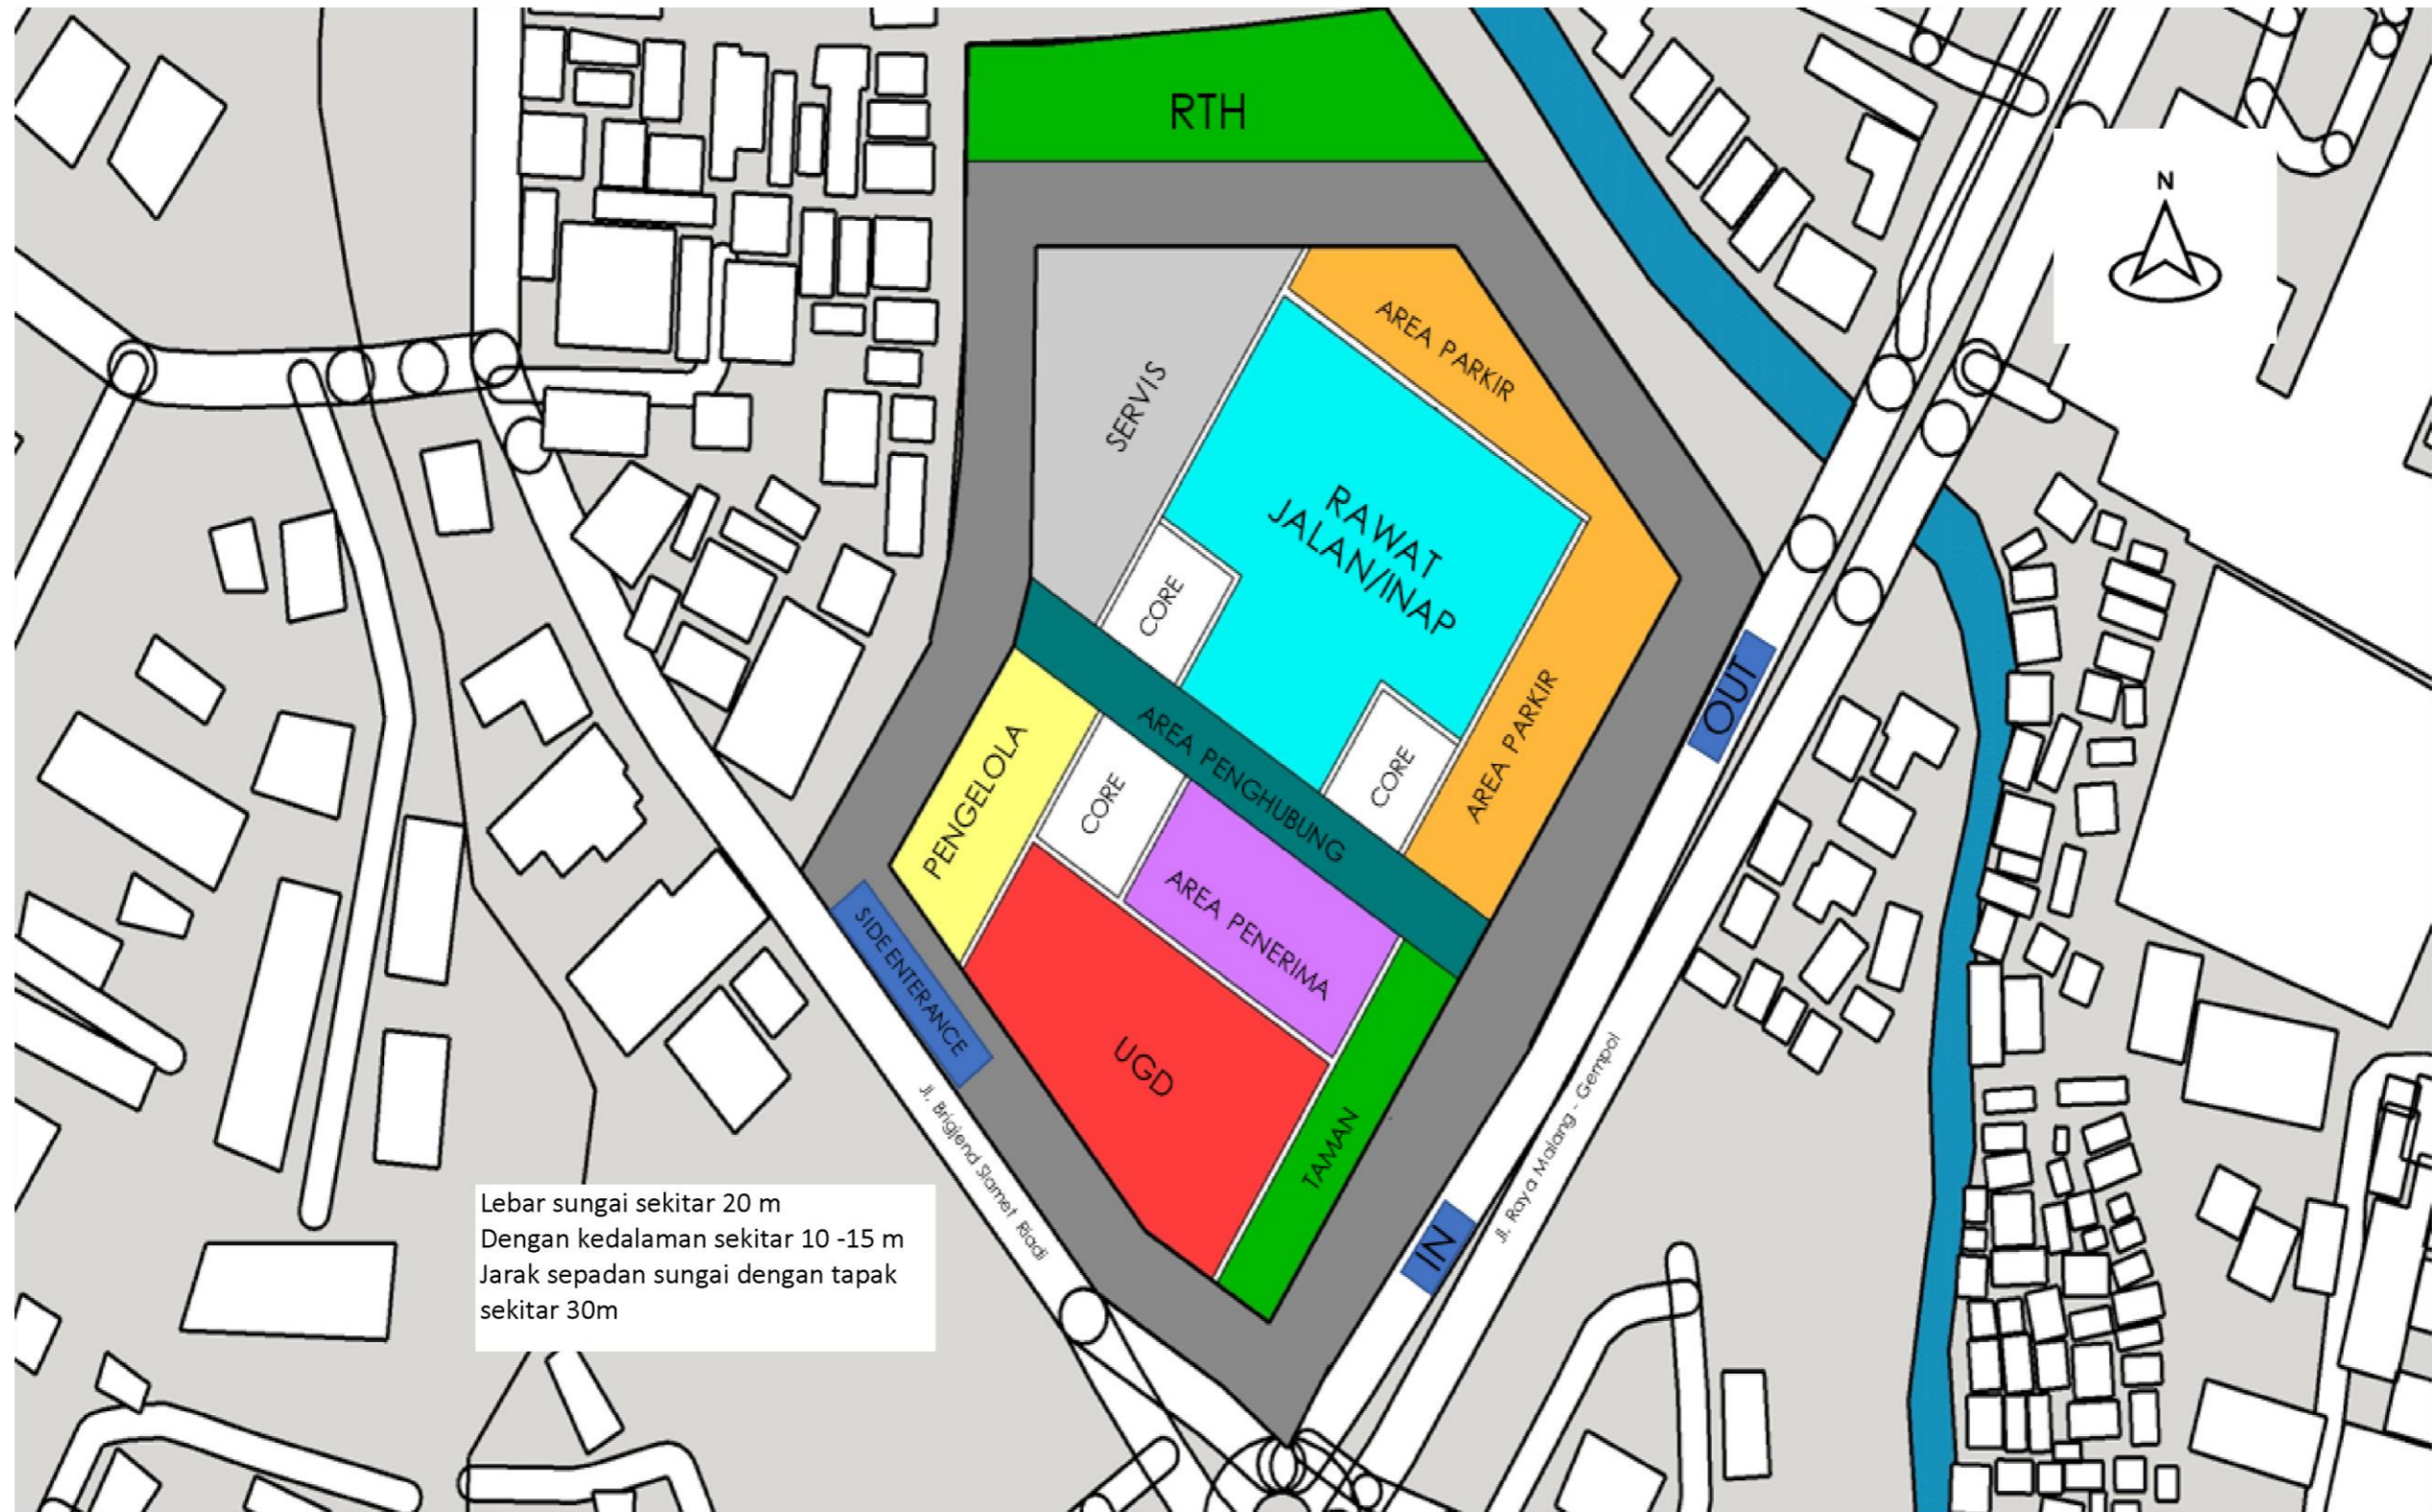 RTH
N
AREA PARKIR
SERVIS
RAWAT
JALAN/INAP
CORE
OUT
AREA PENGHUBUNG
CORE
AREA PARKIR
PENGELOLA
CORE
AREA PENERIMA
SIDE ENTERANCE
UGD
TAMAN
IN
Jl. Raya Malang - Gempol
Jl. Brigjend Slamet Riadi
Lebar sungai sekitar 20 m
Dengan kedalaman sekitar 10 -15 m
Jarak sepadan sungai dengan tapak
sekitar 30m